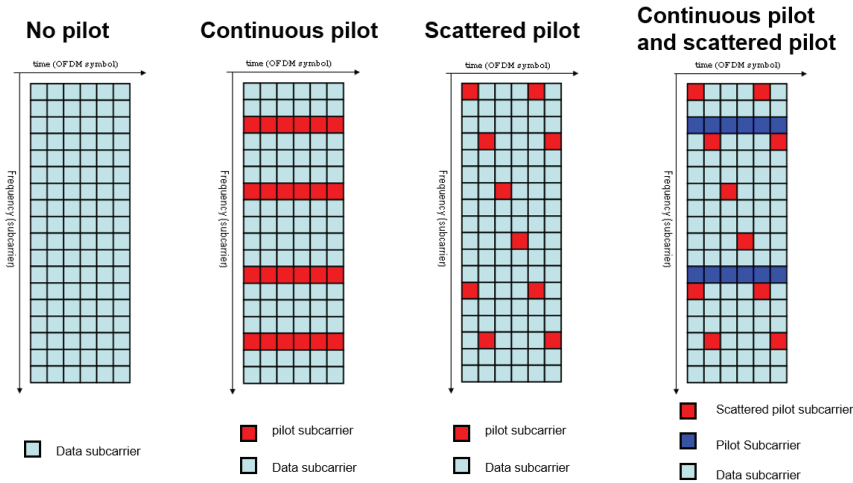 No pilot
time (OFDM symbol)
Frequency (subcarrier)
Data subcarrier
Continuous pilot
time (OFDM symbol)
Frequency (subcarrier)
pilot subcarrier
Data subcarrier
Scattered pilot
time (OFDM symbol)
Frequency (subcarrier)
pilot subcarrier
Data subcarrier
Continuous pilot
and scattered pilot
time (OFDM symbol)
Frequency (subcarrier)
Scattered pilot subcarrier
Pilot Subcarrier
Data subcarrier